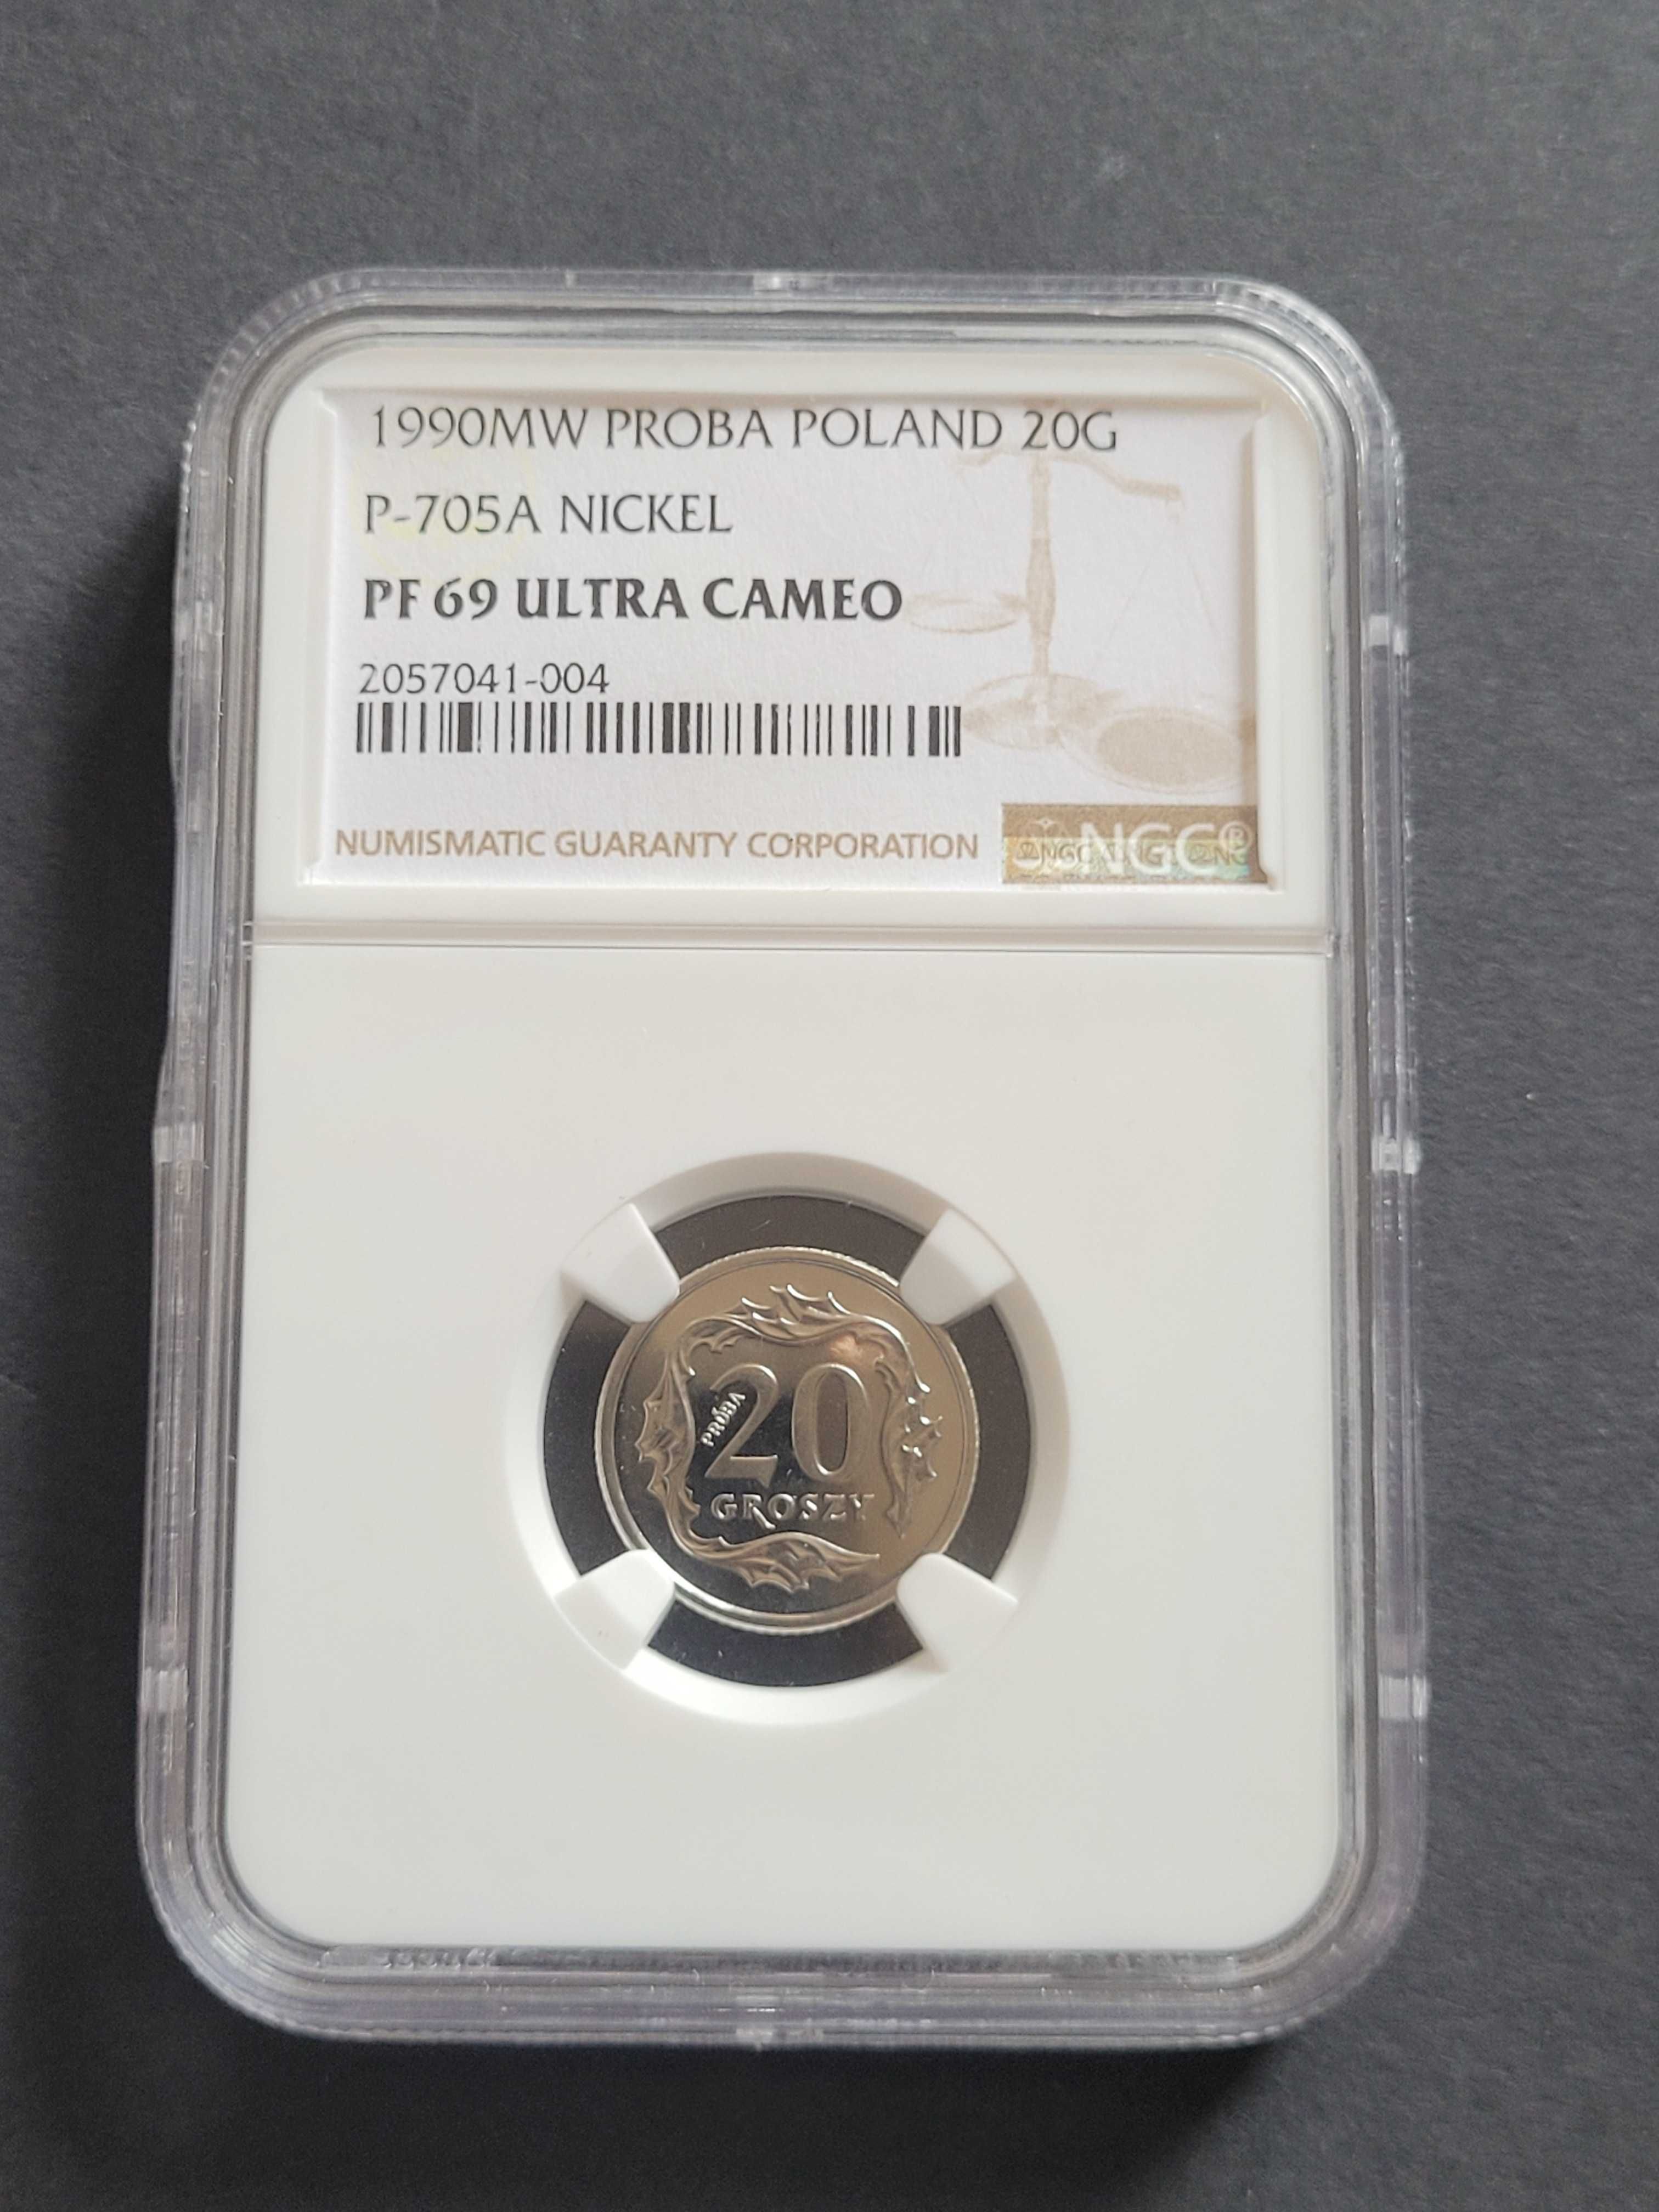 1990MW PROBA POLAND 20G
P-705A NICKEL
PF 69 ULTRA CAMEO
2057041-004
NUMISMATIC GUARANTY CORPORATION
NGC®
PRÓBA
20
GROSZY